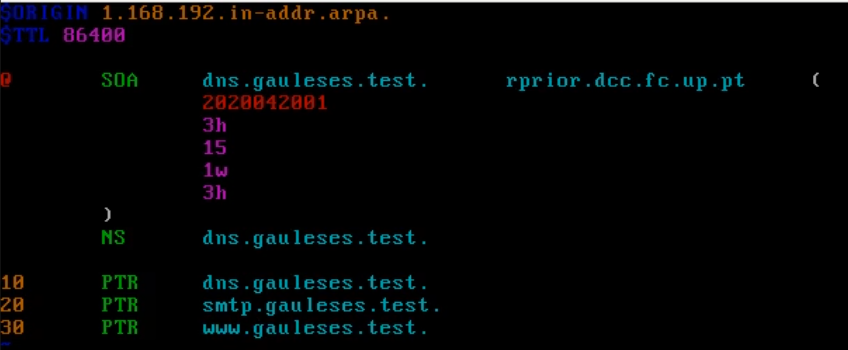 $ORIGIN 1.168.192.in-addr.arpa.
$TTL 86400
@ SOA dns.gauleses.test. rprior.dcc.fc.up.pt (
2020042001
3h
15
1w
3h
)
NS dns.gauleses.test.
10 PTR dns.gauleses.test.
20 PTR smtp.gauleses.test.
30 PTR www.gauleses.test.
~